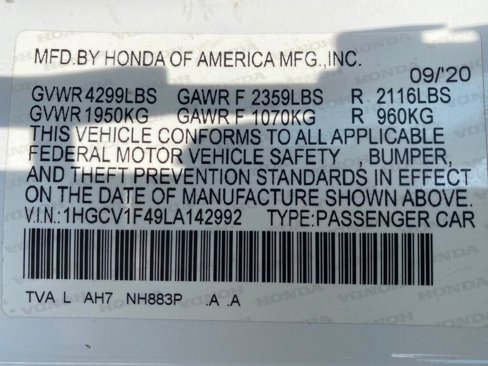 MFD.BY HONDA OF AMERICA MFG.,INC.
09/'20
GVWR 4299LBS GAWR F 2359LBS R 2116LBS
GVWR 1950KG GAWR F 1070KG R 960KG
THIS VEHICLE CONFORMS TO ALL APPLICABLE
FEDERAL MOTOR VEHICLE SAFETY , BUMPER,
AND THEFT PREVENTION STANDARDS IN EFFECT
ON THE DATE OF MANUFACTURE SHOWN ABOVE.
V.I.N.:1HGCV1F49LA142992 TYPE:PASSENGER CAR
TVA L AH7 NH883P .A .A